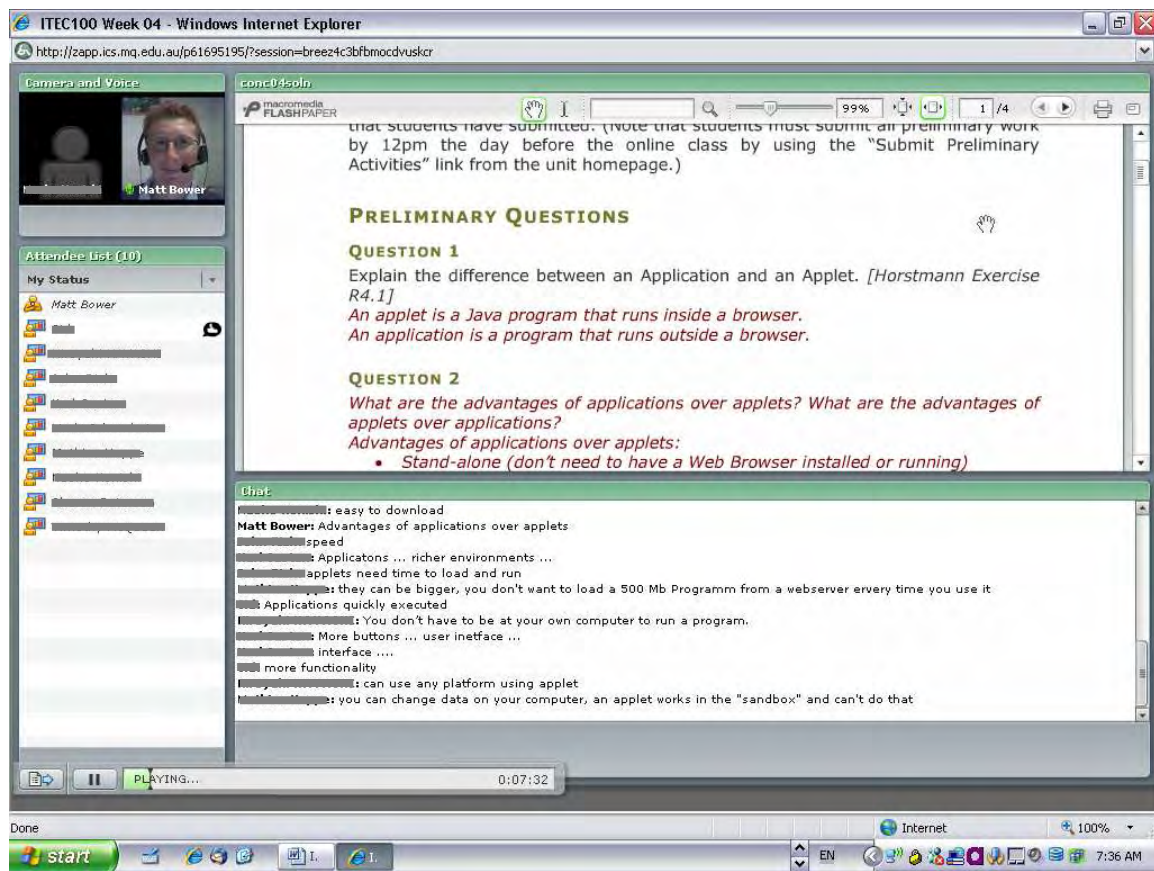 ITEC100 Week 04 - Windows Internet Explorer
http://zapp.ics.mq.edu.au/p61695195/?session=breez4c3bfbmocdvuskcr
Camera and Voice
Matt Bower
Attendee List (10)
My Status
Matt Bower
conc04soln
macromedia
FLASHPAPER
99%
1 /4
that students have submitted. (Note that students must submit all preliminary work
by 12pm the day before the online class by using the “Submit Preliminary
Activities” link from the unit homepage.)
PRELIMINARY QUESTIONS
QUESTION 1
Explain the difference between an Application and an Applet. [Horstmann Exercise
R4.1]
An applet is a Java program that runs inside a browser.
An application is a program that runs outside a browser.
QUESTION 2
What are the advantages of applications over applets? What are the advantages of
applets over applications?
Advantages of applications over applets:
• Stand-alone (don’t need to have a Web Browser installed or running)
Chat
: easy to download
Matt Bower: Advantages of applications over applets
speed
: Applicatons ... richer environments ...
applets need time to load and run
: they can be bigger, you don't want to load a 500 Mb Programm from a webserver ervery time you use it
Applications quickly executed
: You don't have to be at your own computer to run a program.
: More buttons ... user inetface ...
interface ....
more functionality
: can use any platform using applet
: you can change data on your computer, an applet works in the "sandbox" and can't do that
PLAYING...
0:07:32
Done
Internet
100%
start
I.
I.
EN
7:36 AM